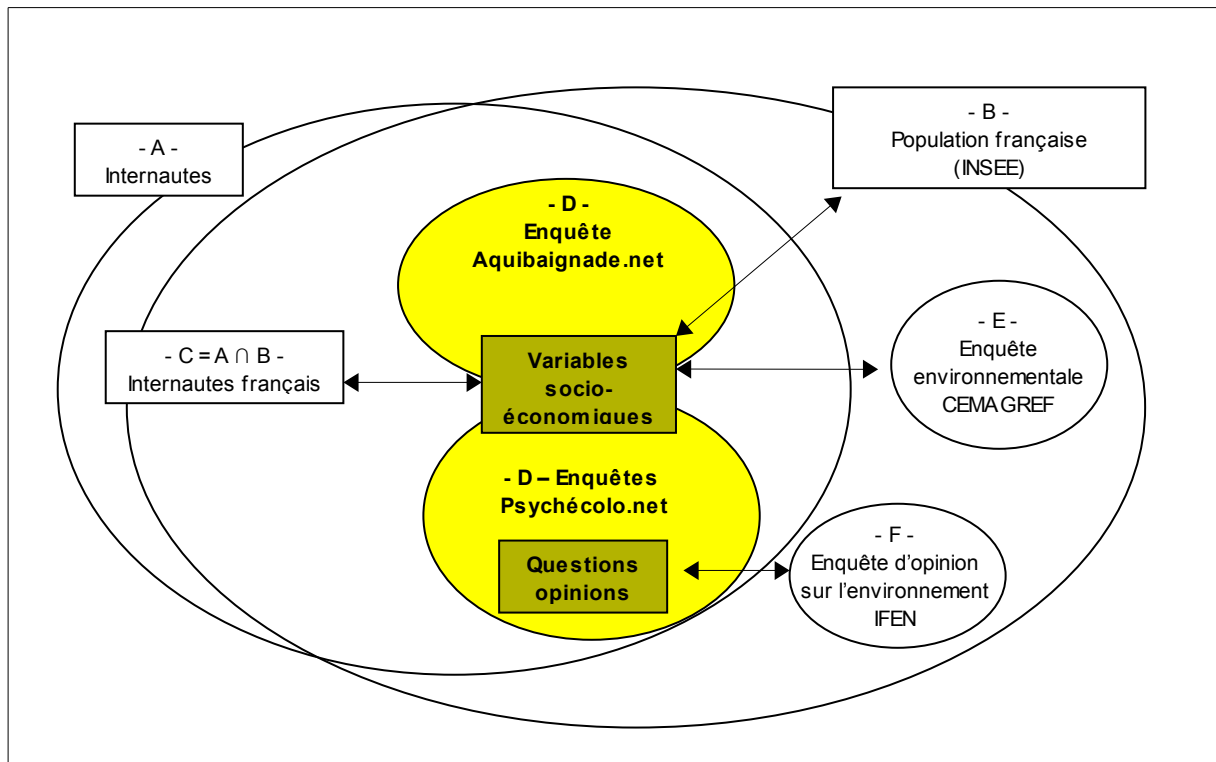 - A -
Internautes
- B -
Population française
(INSEE)
- D -
Enquête
Aquibaignade.net
- C = A ∩ B -
Internautes français
Variables
socio-
économiques
- E -
Enquête
environnementale
CEMAGREF
- D – Enquêtes
Psychécolo.net
Questions
opinions
- F -
Enquête d'opinion
sur l'environnement
IFEN